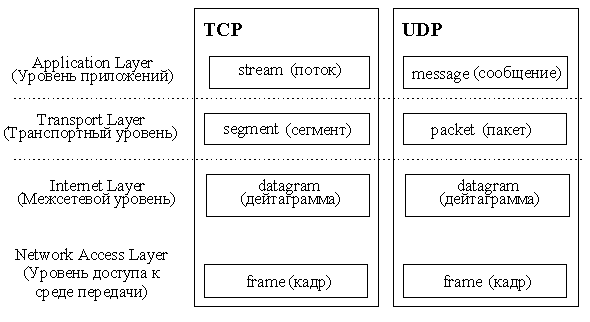 TCP UDP
Application Layer
(Уровень приложений)
stream (поток) message (сообщение)
Transport Layer
(Транспортный уровень)
segment (сегмент) packet (пакет)
Internet Layer
(Межсетевой уровень)
datagram
(дейтаграмма)
datagram
(дейтаграмма)
Network Access Layer
(Уровень доступа к
среде передачи)
frame (кадр) frame (кадр)